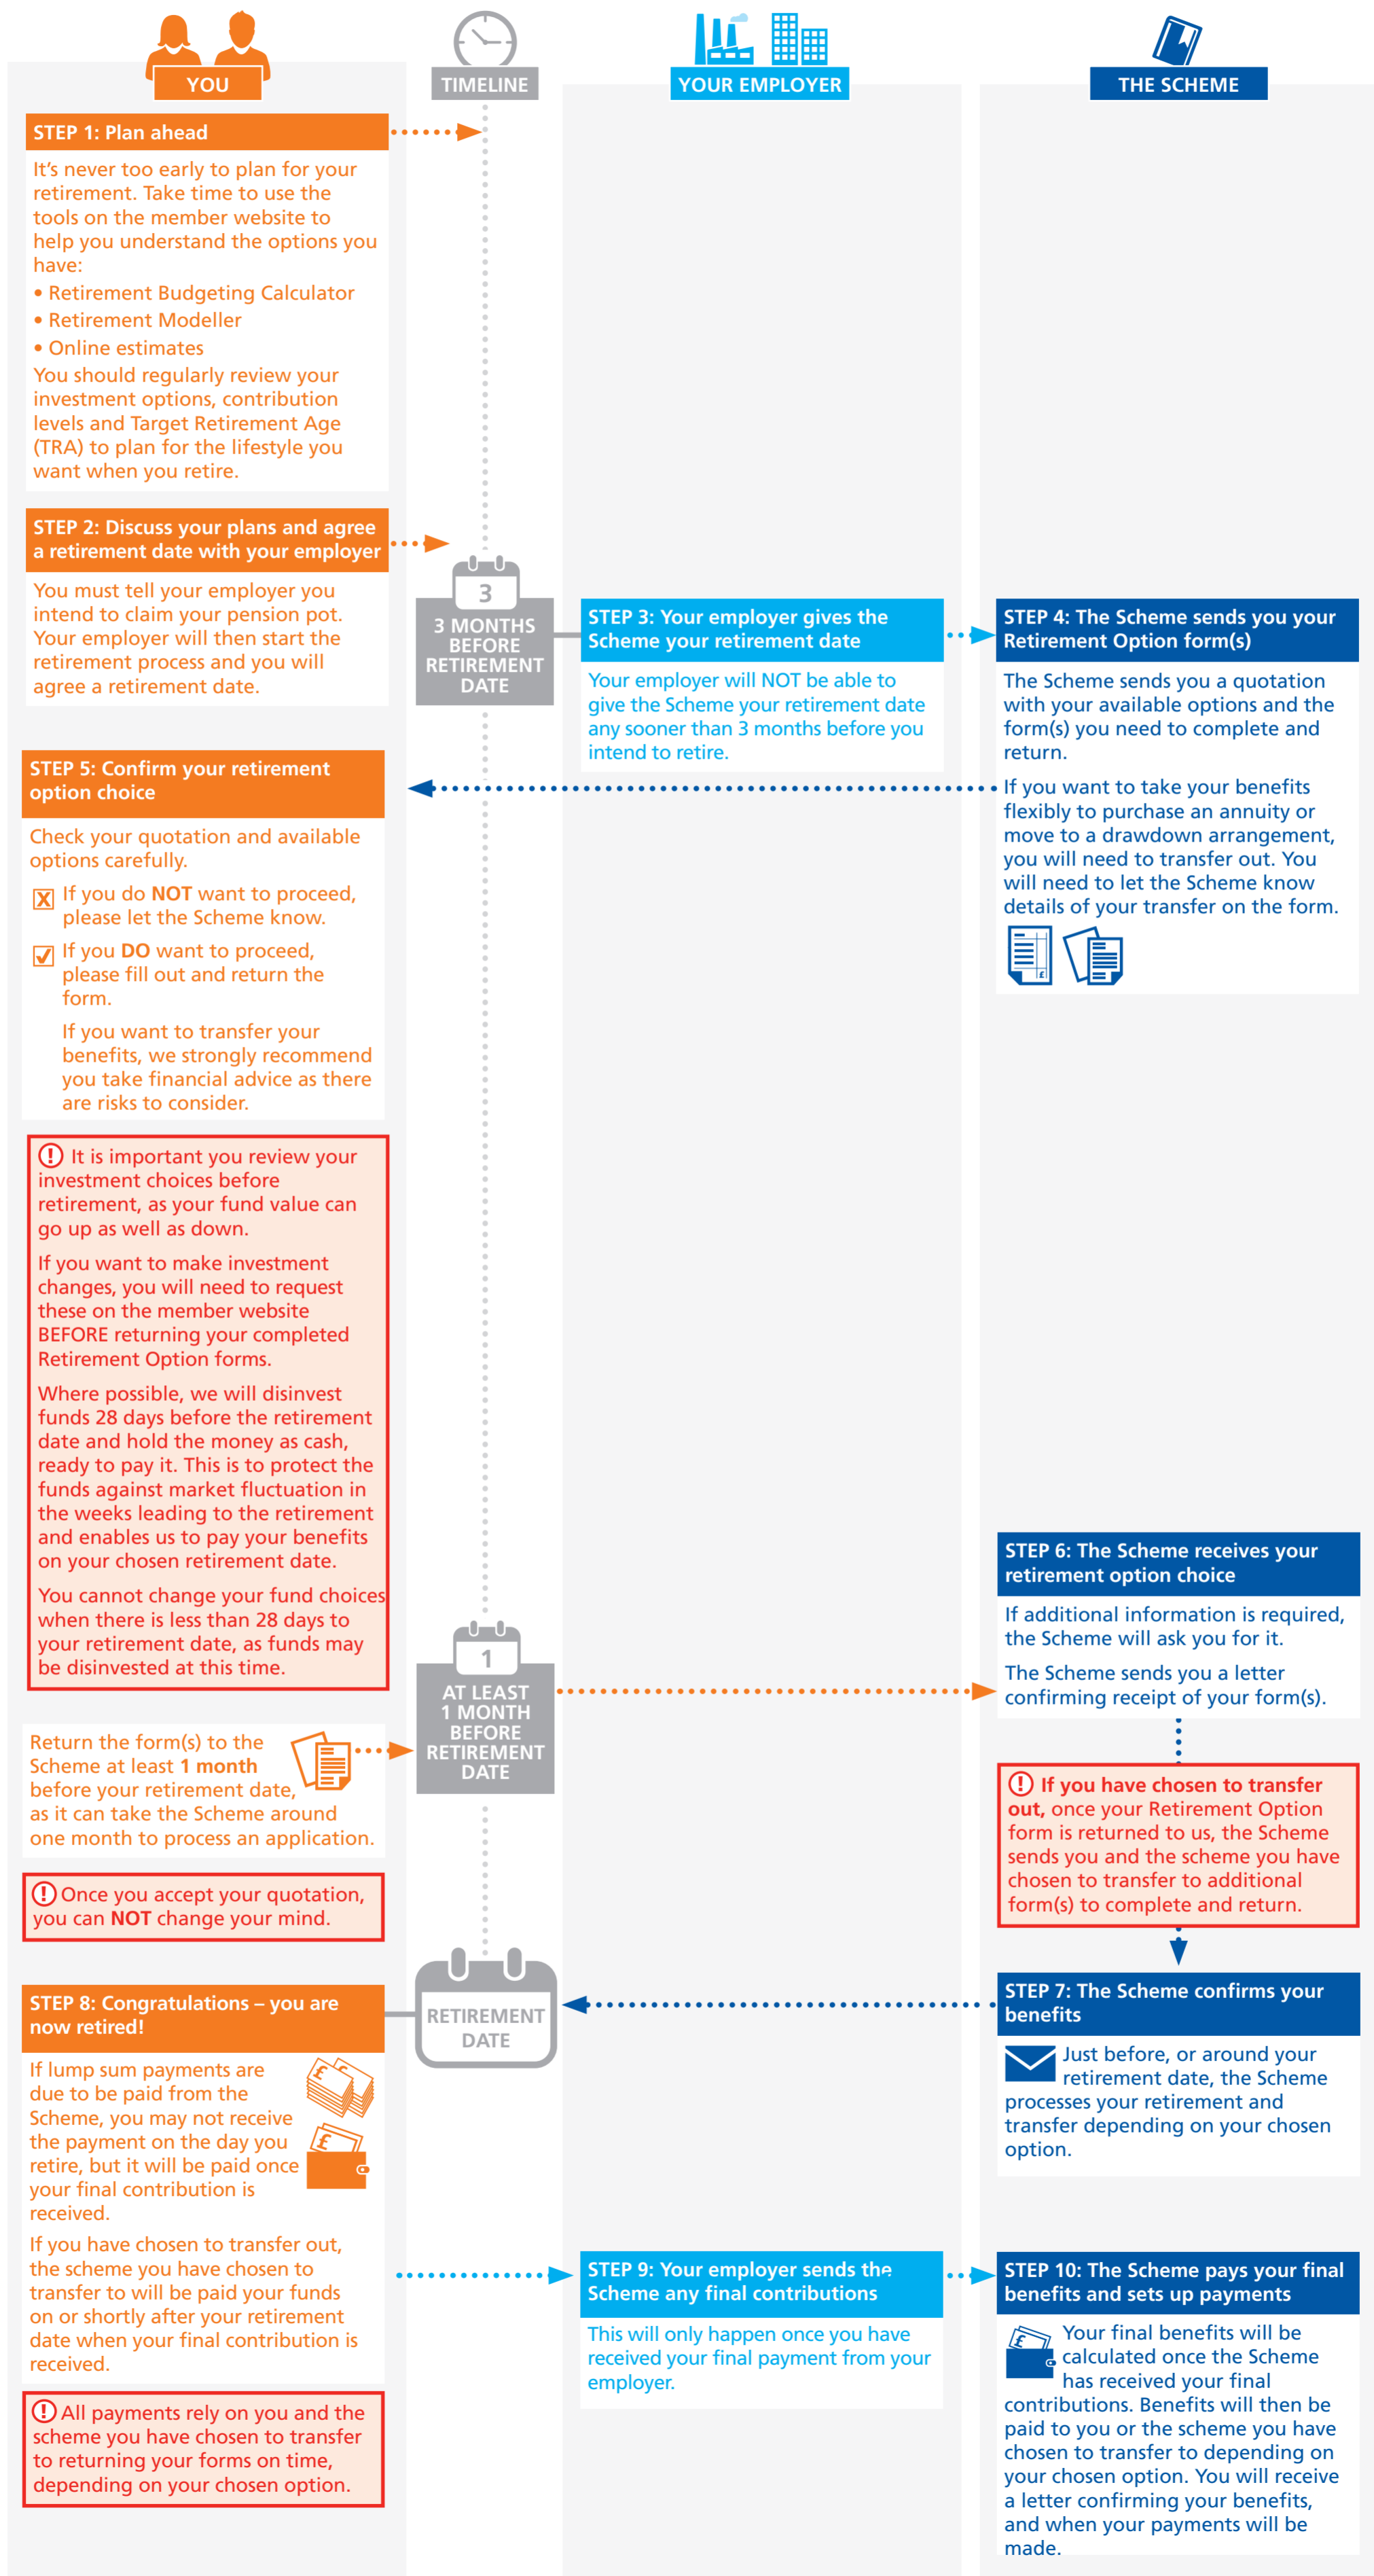 YOU
TIMELINE
YOUR EMPLOYER
THE SCHEME
STEP 1: Plan ahead
It's never too early to plan for your
retirement. Take time to use the
tools on the member website to
help you understand the options you
have:
• Retirement Budgeting Calculator
• Retirement Modeller
• Online estimates
You should regularly review your
investment options, contribution
levels and Target Retirement Age
(TRA) to plan for the lifestyle you
want when you retire.
STEP 2: Discuss your plans and agree
a retirement date with your employer
You must tell your employer you
intend to claim your pension pot.
Your employer will then start the
retirement process and you will
agree a retirement date.
3
3 MONTHS
BEFORE
RETIREMENT
DATE
STEP 3: Your employer gives the
Scheme your retirement date
Your employer will NOT be able to
give the Scheme your retirement date
any sooner than 3 months before you
intend to retire.
STEP 4: The Scheme sends you your
Retirement Option form(s)
The Scheme sends you a quotation
with your available options and the
form(s) you need to complete and
return.
If you want to take your benefits
flexibly to purchase an annuity or
move to a drawdown arrangement,
you will need to transfer out. You
will need to let the Scheme know
details of your transfer on the form.
£
STEP 5: Confirm your retirement
option choice
Check your quotation and available
options carefully.
X If you do NOT want to proceed,
please let the Scheme know.
✓ If you DO want to proceed,
please fill out and return the
form.
If you want to transfer your
benefits, we strongly recommend
you take financial advice as there
are risks to consider.
! It is important you review your
investment choices before
retirement, as your fund value can
go up as well as down.
If you want to make investment
changes, you will need to request
these on the member website
BEFORE returning your completed
Retirement Option forms.
Where possible, we will disinvest
funds 28 days before the retirement
date and hold the money as cash,
ready to pay it. This is to protect the
funds against market fluctuation in
the weeks leading to the retirement
and enables us to pay your benefits
on your chosen retirement date.
You cannot change your fund choices
when there is less than 28 days to
your retirement date, as funds may
be disinvested at this time.
Return the form(s) to the
Scheme at least 1 month
before your retirement date,
as it can take the Scheme around
one month to process an application.
! Once you accept your quotation,
you can NOT change your mind.
1
AT LEAST
1 MONTH
BEFORE
RETIREMENT
DATE
STEP 6: The Scheme receives your
retirement option choice
If additional information is required,
the Scheme will ask you for it.
The Scheme sends you a letter
confirming receipt of your form(s).
! If you have chosen to transfer
out, once your Retirement Option
form is returned to us, the Scheme
sends you and the scheme you have
chosen to transfer to additional
form(s) to complete and return.
STEP 7: The Scheme confirms your
benefits
Just before, or around your
retirement date, the Scheme
processes your retirement and
transfer depending on your chosen
option.
RETIREMENT
DATE
STEP 8: Congratulations – you are
now retired!
If lump sum payments are
due to be paid from the
Scheme, you may not receive
the payment on the day you
retire, but it will be paid once
your final contribution is
received.
£
£
If you have chosen to transfer out,
the scheme you have chosen to
transfer to will be paid your funds
on or shortly after your retirement
date when your final contribution is
received.
! All payments rely on you and the
scheme you have chosen to transfer
to returning your forms on time,
depending on your chosen option.
STEP 9: Your employer sends the
Scheme any final contributions
This will only happen once you have
received your final payment from your
employer.
STEP 10: The Scheme pays your final
benefits and sets up payments
£
Your final benefits will be
calculated once the Scheme
has received your final
contributions. Benefits will then be
paid to you or the scheme you have
chosen to transfer to depending on
your chosen option. You will receive
a letter confirming your benefits,
and when your payments will be
made.